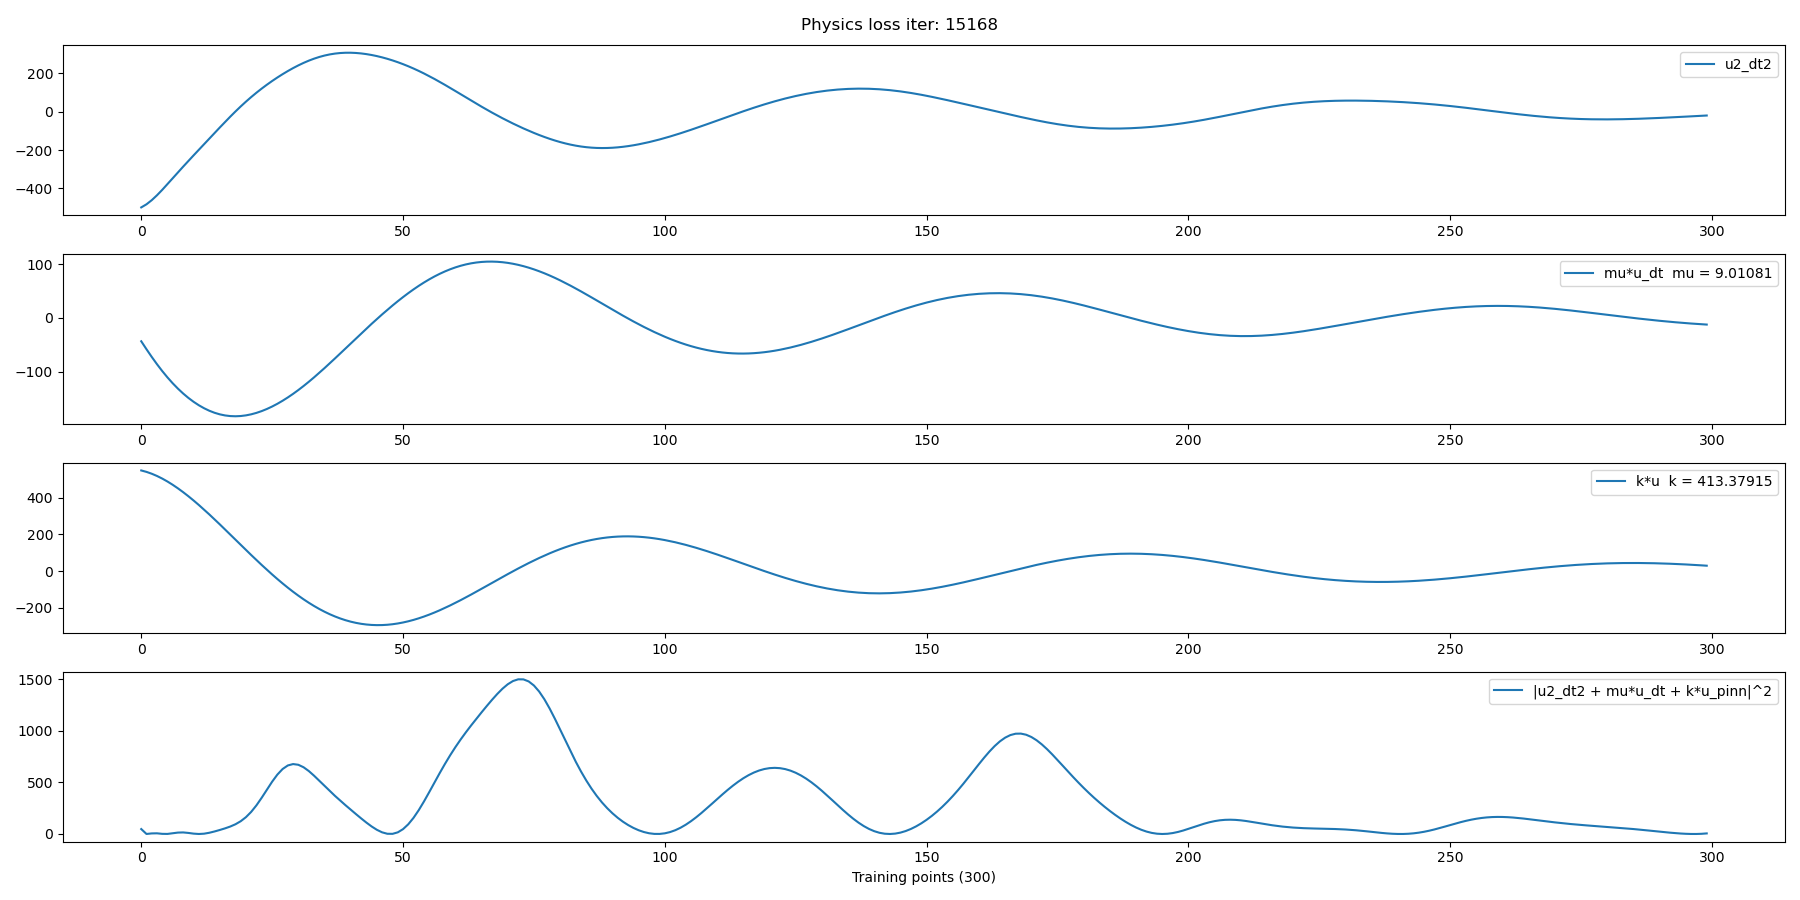 Physics loss iter: 15168
u2_dt2
200
0
−200
−400
0 50 100 150 200 250 300
mu*u_dt  mu = 9.01081
100
0
−100
0 50 100 150 200 250 300
k*u  k = 413.37915
400
200
0
−200
0 50 100 150 200 250 300
|u2_dt2 + mu*u_dt + k*u_pinn|^2
1500
1000
500
0
0 50 100 150 200 250 300
Training points (300)